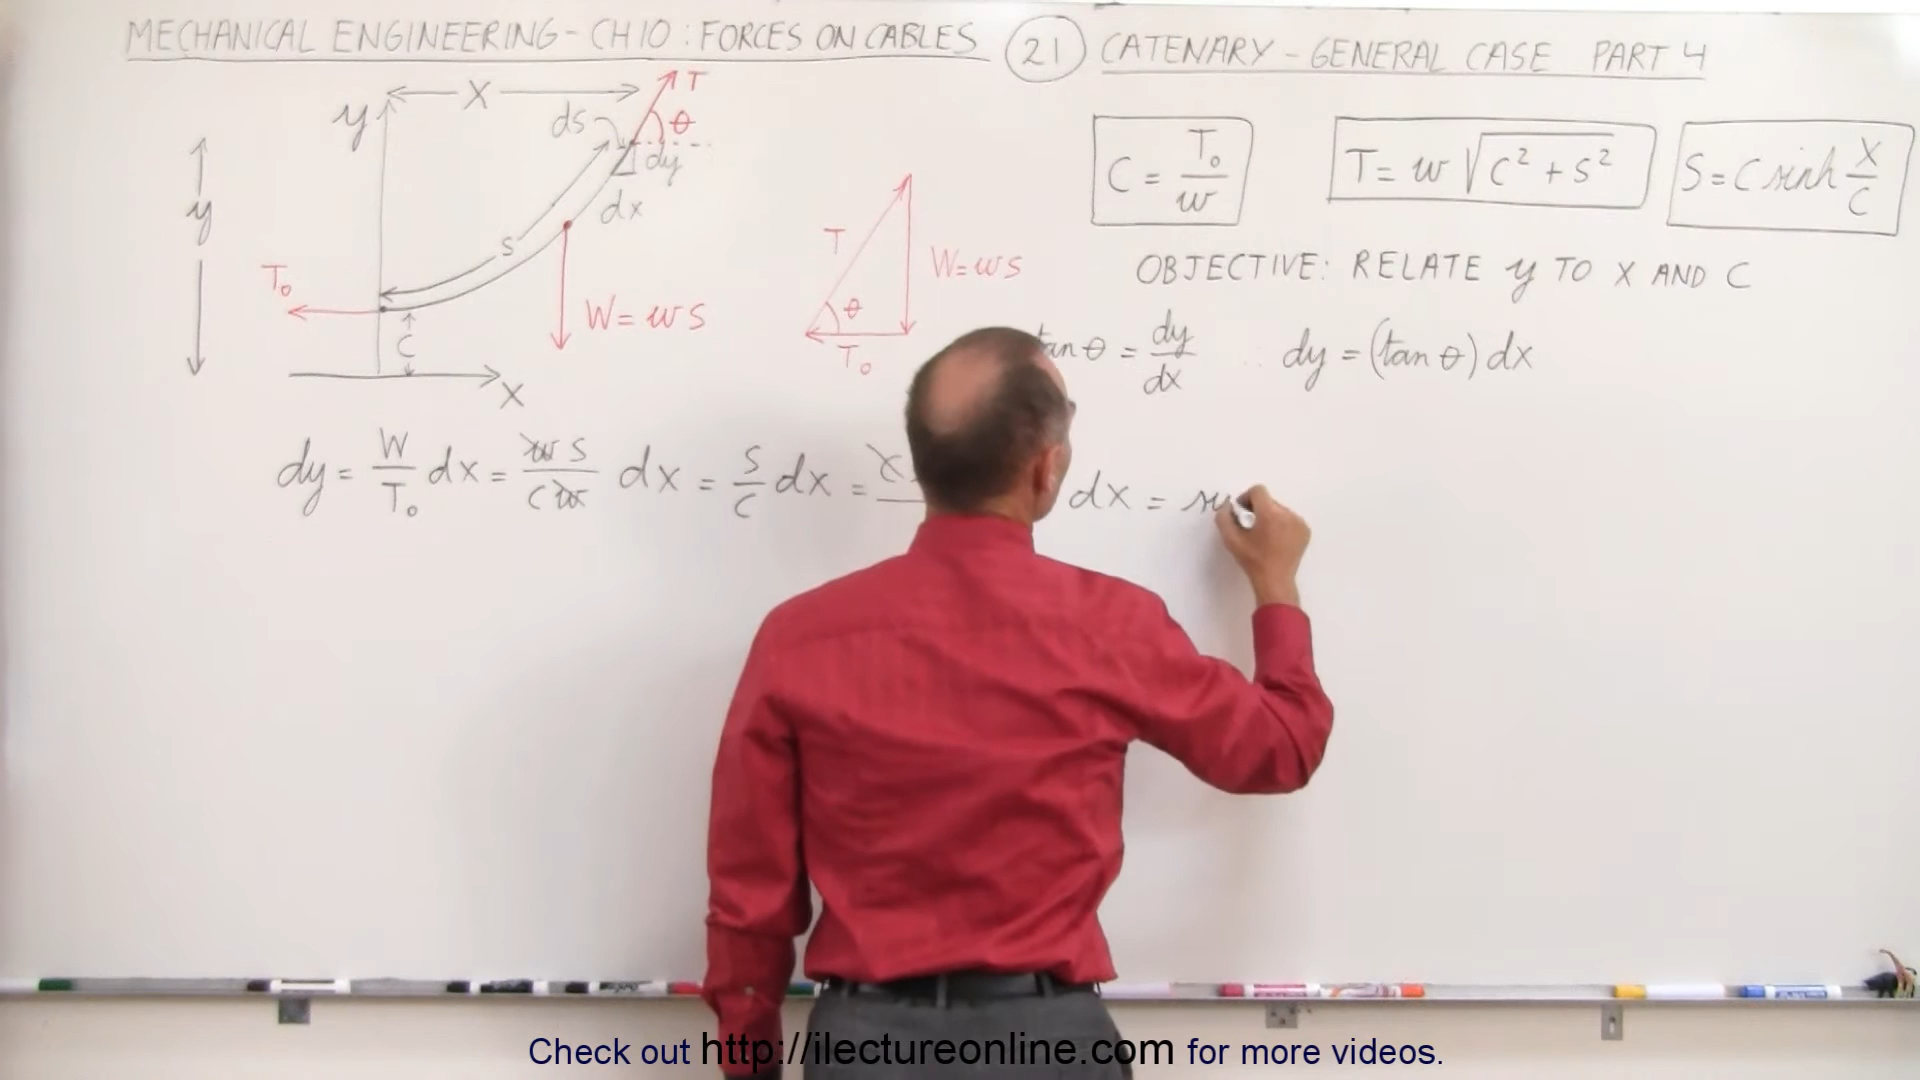 MECHANICAL ENGINEERING - CH 10 : FORCES ON CABLES (21) CATENARY - GENERAL CASE PART 4
y X T
ds θ
dy
dx
y
S
T₀
W = wS
C
X
T
W = wS
θ
T₀
C = T₀/w
T = w √(C² + S²)
S = C sinh X/C
OBJECTIVE: RELATE y TO X AND C
tan θ = dy/dx ∴ dy = (tan θ) dx
dy = W/T₀ dx = wS/Cw dx = S/C dx = dx =
Check out http://ilectureonline.com for more videos.